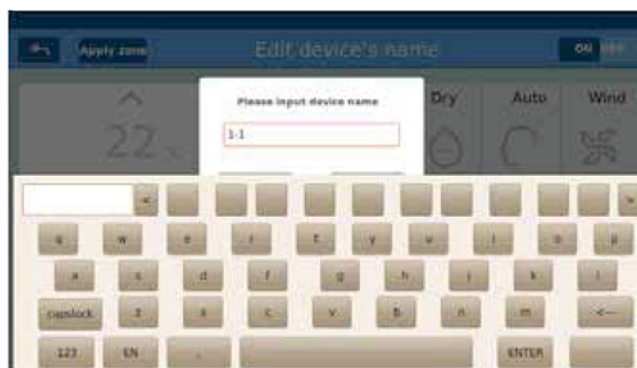 Apply zone Edit device's name ON OFF
Please input device name
1-1
22
Dry Auto Wind
< >
q w e r t y u i o p
a s d f g h j k l
capslock z x c v b n m <--
123 EN , ENTER